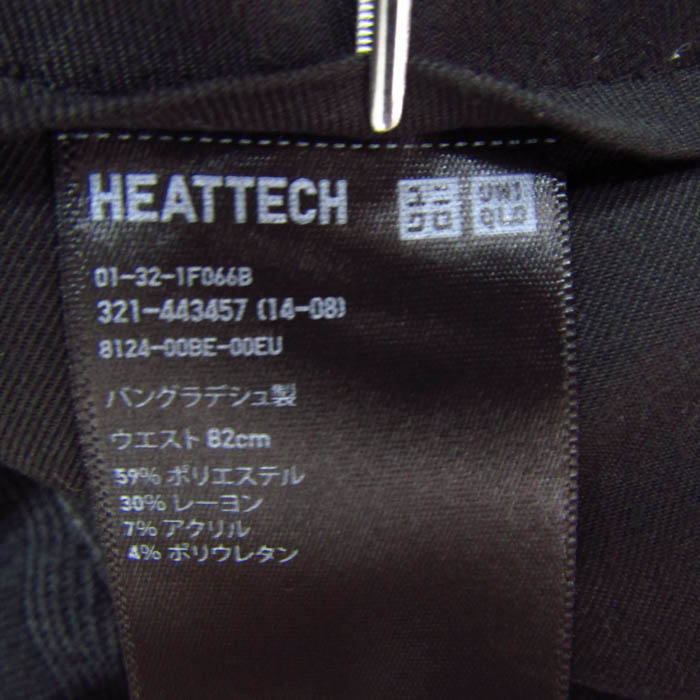 HEATTECH ユニ UNI
クロ QLO
01-32-1F066B
321-443457 (14-08)
8124-00BE-00EU
バングラデシュ製
ウエスト 82cm
59% ポリエステル
30% レーヨン
7% アクリル
4% ポリウレタン